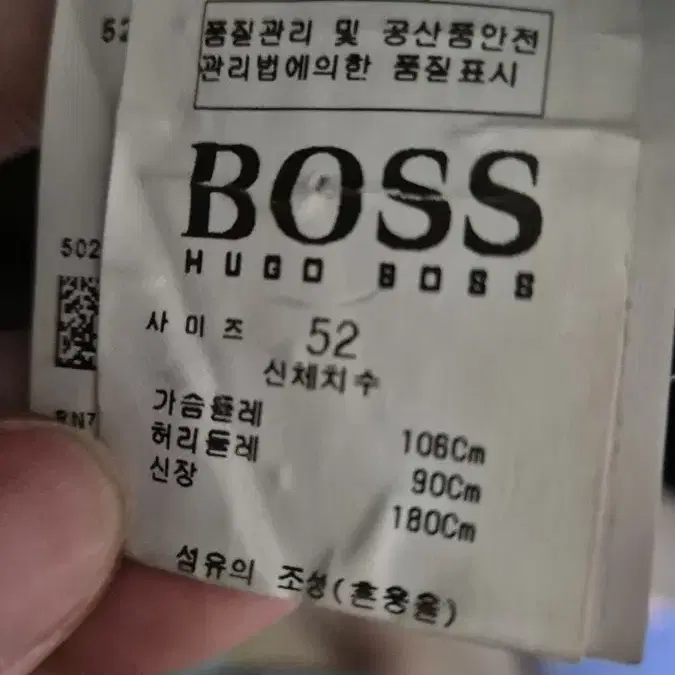 품질관리 및 공산품안전
관리법에의한 품질표시
BOSS
HUGO BOSS
사이즈 52
신체치수
가슴둘레 106Cm
허리둘레 90Cm
신장 180Cm
섬유의 조성(혼용율)
52
502